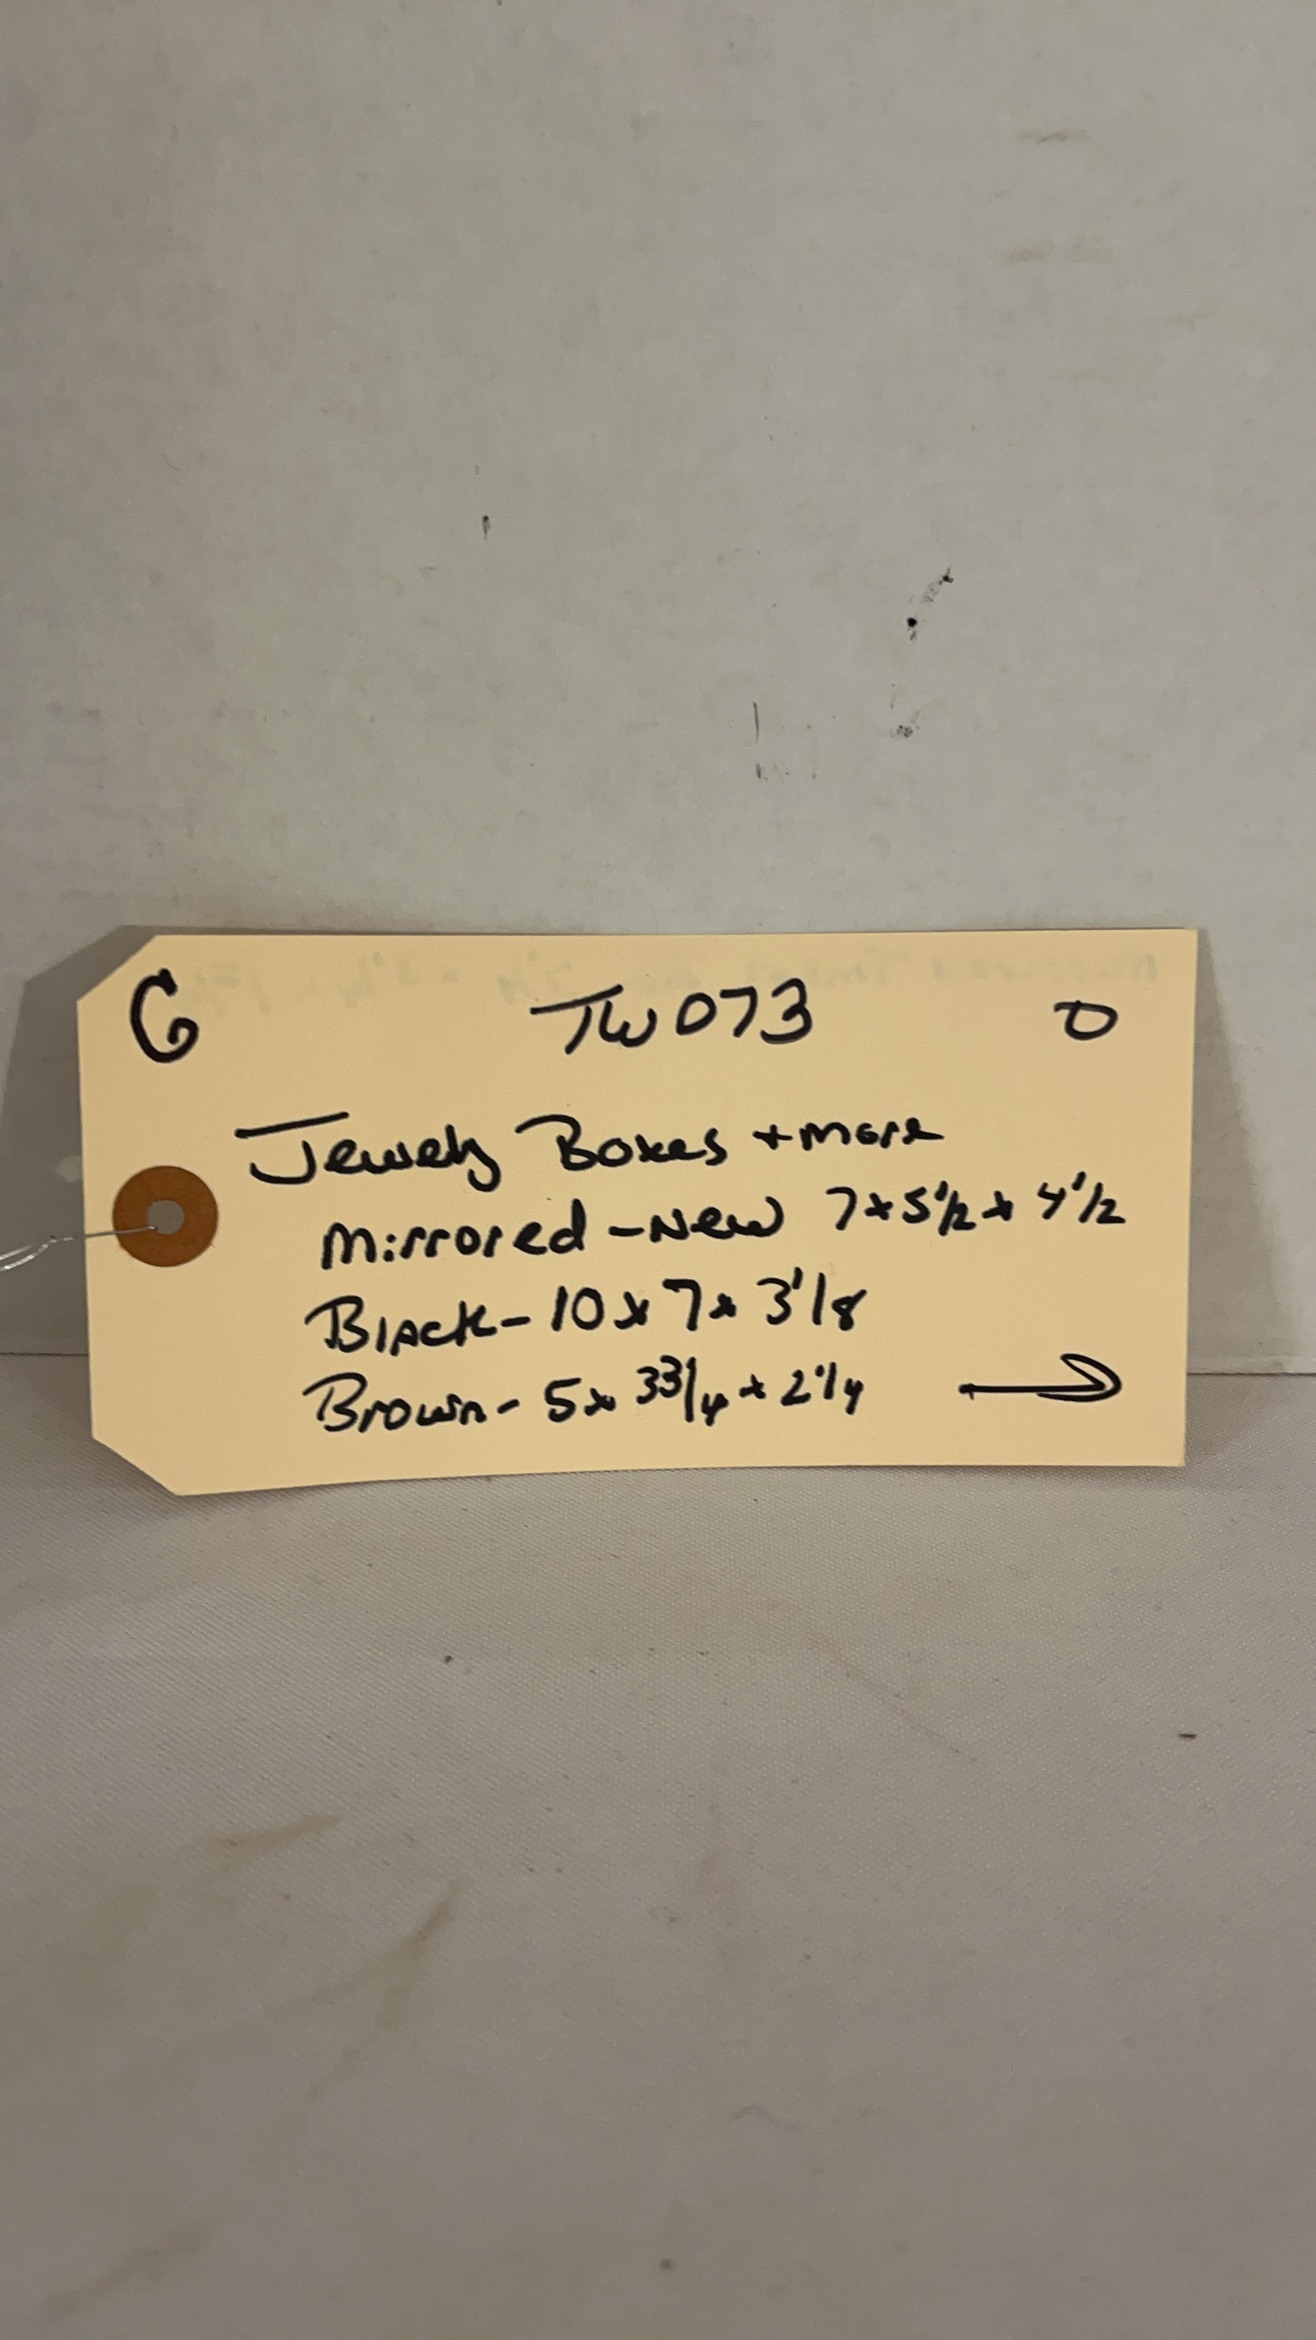 G TW073 O
Jewely Boxes + more
Mirrored - New 7 x 5 1/2 x 4 1/2
Black - 10 x 7 x 3 1/8
Brown - 5 x 3 3/4 x 2 1/4 →